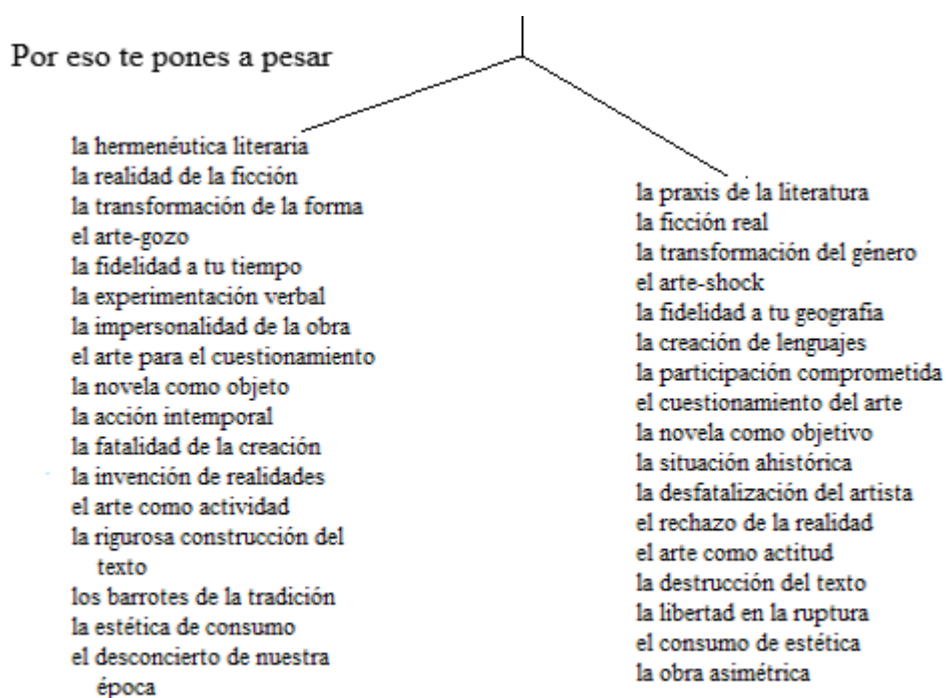 Por eso te pones a pesar
la hermenéutica literaria
la realidad de la ficción
la transformación de la forma
el arte-gozo
la fidelidad a tu tiempo
la experimentación verbal
la impersonalidad de la obra
el arte para el cuestionamiento
la novela como objeto
la acción intemporal
la fatalidad de la creación
la invención de realidades
el arte como actividad
la rigurosa construcción del
texto
los barrotes de la tradición
la estética de consumo
el desconcierto de nuestra
época
la praxis de la literatura
la ficción real
la transformación del género
el arte-shock
la fidelidad a tu geografía
la creación de lenguajes
la participación comprometida
el cuestionamiento del arte
la novela como objetivo
la situación ahistórica
la desfatalización del artista
el rechazo de la realidad
el arte como actitud
la destrucción del texto
la libertad en la ruptura
el consumo de estética
la obra asimétrica